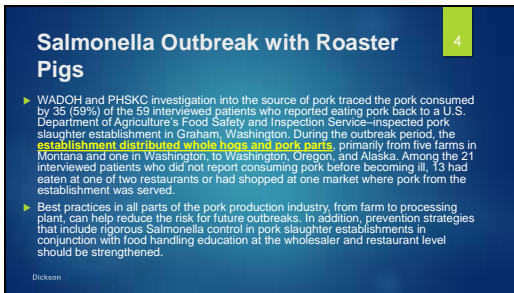 Salmonella Outbreak with Roaster
Pigs
4
WADOH and PHSKC investigation into the source of pork traced the pork consumed
by 35 (59%) of the 59 interviewed patients who reported eating pork back to a U.S.
Department of Agriculture's Food Safety and Inspection Service–inspected pork
slaughter establishment in Graham, Washington. During the outbreak period, the
establishment distributed whole hogs and pork parts, primarily from five farms in
Montana and one in Washington, to Washington, Oregon, and Alaska. Among the 21
interviewed patients who did not report consuming pork before becoming ill, 13 had
eaten at one of two restaurants or had shopped at one market where pork from the
establishment was served.
Best practices in all parts of the pork production industry, from farm to processing
plant, can help reduce the risk for future outbreaks. In addition, prevention strategies
that include rigorous Salmonella control in pork slaughter establishments in
conjunction with food handling education at the wholesaler and restaurant level
should be strengthened.
Dickson